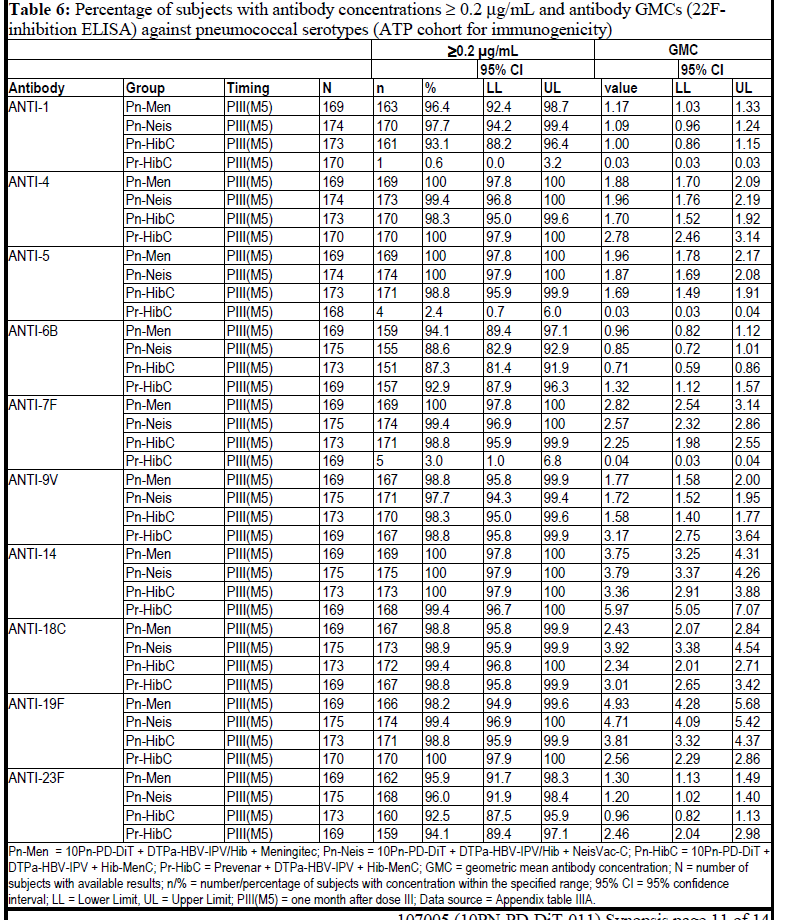 Table 6: Percentage of subjects with antibody concentrations ≥ 0.2 µg/mL and antibody GMCs (22F-
inhibition ELISA) against pneumococcal serotypes (ATP cohort for immunogenicity)
≥0.2 µg/mL GMC
95% CI 95% CI
Antibody Group Timing N n % LL UL value LL UL
ANTI-1 Pn-Men PIII(M5) 169 163 96.4 92.4 98.7 1.17 1.03 1.33
Pn-Neis PIII(M5) 174 170 97.7 94.2 99.4 1.09 0.96 1.24
Pn-HibC PIII(M5) 173 161 93.1 88.2 96.4 1.00 0.86 1.15
Pr-HibC PIII(M5) 170 1 0.6 0.0 3.2 0.03 0.03 0.03
ANTI-4 Pn-Men PIII(M5) 169 169 100 97.8 100 1.88 1.70 2.09
Pn-Neis PIII(M5) 174 173 99.4 96.8 100 1.96 1.76 2.19
Pn-HibC PIII(M5) 173 170 98.3 95.0 99.6 1.70 1.52 1.92
Pr-HibC PIII(M5) 170 170 100 97.9 100 2.78 2.46 3.14
ANTI-5 Pn-Men PIII(M5) 169 169 100 97.8 100 1.96 1.78 2.17
Pn-Neis PIII(M5) 174 174 100 97.9 100 1.87 1.69 2.08
Pn-HibC PIII(M5) 173 171 98.8 95.9 99.9 1.69 1.49 1.91
Pr-HibC PIII(M5) 168 4 2.4 0.7 6.0 0.03 0.03 0.04
ANTI-6B Pn-Men PIII(M5) 169 159 94.1 89.4 97.1 0.96 0.82 1.12
Pn-Neis PIII(M5) 175 155 88.6 82.9 92.9 0.85 0.72 1.01
Pn-HibC PIII(M5) 173 151 87.3 81.4 91.9 0.71 0.59 0.86
Pr-HibC PIII(M5) 169 157 92.9 87.9 96.3 1.32 1.12 1.57
ANTI-7F Pn-Men PIII(M5) 169 169 100 97.8 100 2.82 2.54 3.14
Pn-Neis PIII(M5) 175 174 99.4 96.9 100 2.57 2.32 2.86
Pn-HibC PIII(M5) 173 171 98.8 95.9 99.9 2.25 1.98 2.55
Pr-HibC PIII(M5) 169 5 3.0 1.0 6.8 0.04 0.03 0.04
ANTI-9V Pn-Men PIII(M5) 169 167 98.8 95.8 99.9 1.77 1.58 2.00
Pn-Neis PIII(M5) 175 171 97.7 94.3 99.4 1.72 1.52 1.95
Pn-HibC PIII(M5) 173 170 98.3 95.0 99.6 1.58 1.40 1.77
Pr-HibC PIII(M5) 169 167 98.8 95.8 99.9 3.17 2.75 3.64
ANTI-14 Pn-Men PIII(M5) 169 169 100 97.8 100 3.75 3.25 4.31
Pn-Neis PIII(M5) 175 175 100 97.9 100 3.79 3.37 4.26
Pn-HibC PIII(M5) 173 173 100 97.9 100 3.36 2.91 3.88
Pr-HibC PIII(M5) 169 168 99.4 96.7 100 5.97 5.05 7.07
ANTI-18C Pn-Men PIII(M5) 169 167 98.8 95.8 99.9 2.43 2.07 2.84
Pn-Neis PIII(M5) 175 173 98.9 95.9 99.9 3.92 3.38 4.54
Pn-HibC PIII(M5) 173 172 99.4 96.8 100 2.34 2.01 2.71
Pr-HibC PIII(M5) 169 167 98.8 95.8 99.9 3.01 2.65 3.42
ANTI-19F Pn-Men PIII(M5) 169 166 98.2 94.9 99.6 4.93 4.28 5.68
Pn-Neis PIII(M5) 175 174 99.4 96.9 100 4.71 4.09 5.42
Pn-HibC PIII(M5) 173 171 98.8 95.9 99.9 3.81 3.32 4.37
Pr-HibC PIII(M5) 170 170 100 97.9 100 2.56 2.29 2.86
ANTI-23F Pn-Men PIII(M5) 169 162 95.9 91.7 98.3 1.30 1.13 1.49
Pn-Neis PIII(M5) 175 168 96.0 91.9 98.4 1.20 1.02 1.40
Pn-HibC PIII(M5) 173 160 92.5 87.5 95.9 0.96 0.82 1.13
Pr-HibC PIII(M5) 169 159 94.1 89.4 97.1 2.46 2.04 2.98
Pn-Men = 10Pn-PD-DiT + DTPa-HBV-IPV/Hib + Meningitec; Pn-Neis = 10Pn-PD-DiT + DTPa-HBV-IPV/Hib + NeisVac-C; Pn-HibC = 10Pn-PD-DiT +
DTPa-HBV-IPV + Hib-MenC; Pr-HibC = Prevenar + DTPa-HBV-IPV + Hib-MenC; GMC = geometric mean antibody concentration; N = number of
subjects with available results; n/% = number/percentage of subjects with concentration within the specified range; 95% CI = 95% confidence
interval; LL = Lower Limit, UL = Upper Limit; PIII(M5) = one month after dose III; Data source = Appendix table IIIA.
107005 (10PN-PD-DiT-011) Synopsis page 11 of 14